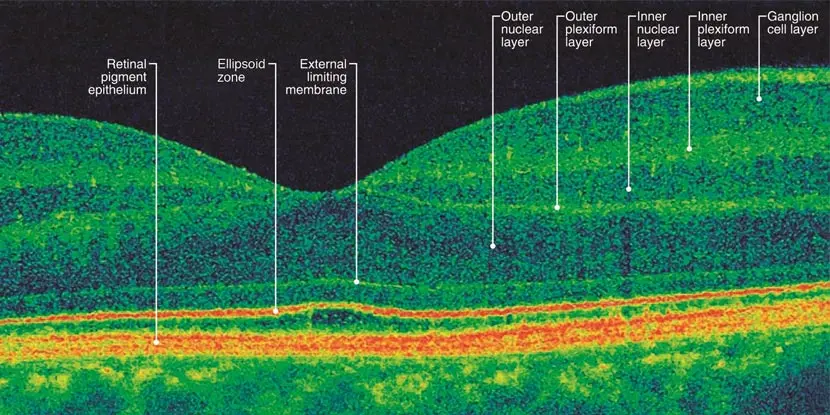 Retinal
pigment
epithelium
Ellipsoid
zone
External
limiting
membrane
Outer
nuclear
layer
Outer
plexiform
layer
Inner
nuclear
layer
Inner
plexiform
layer
Ganglion
cell layer